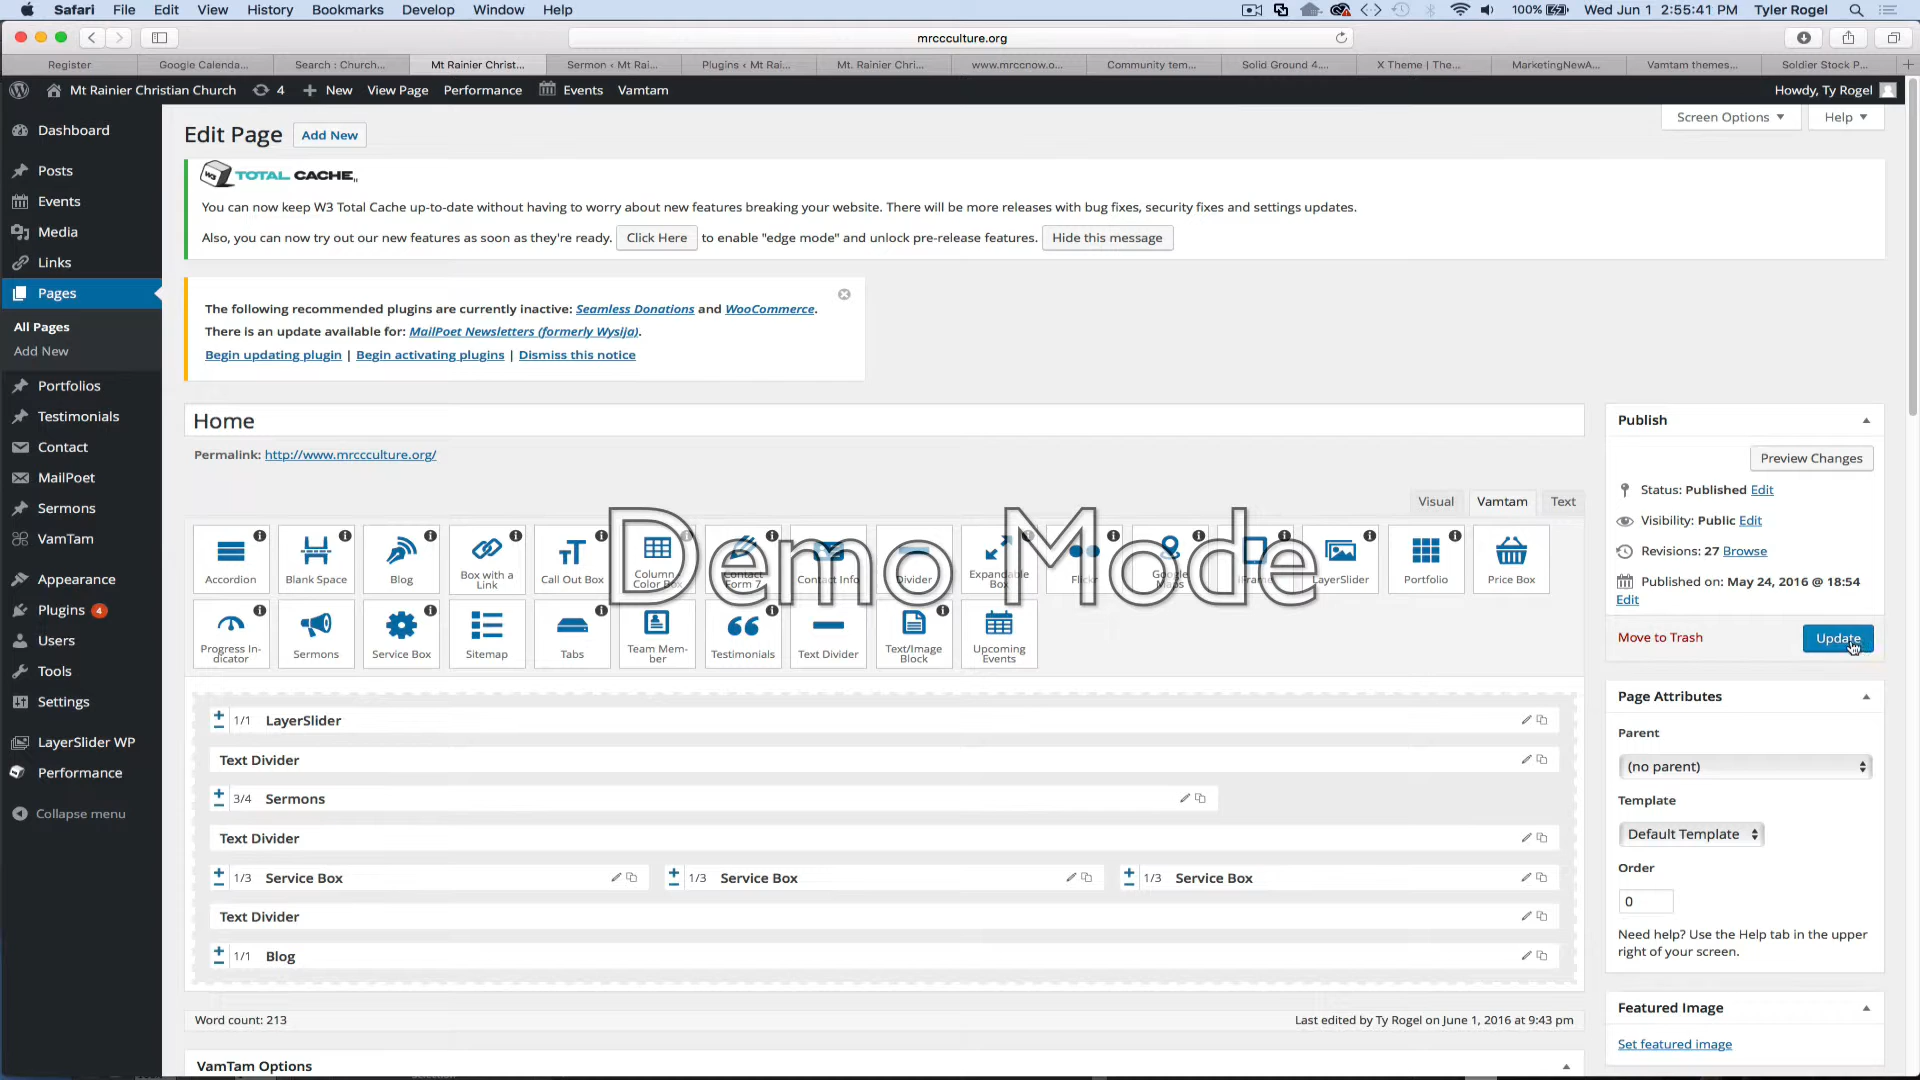 Safari File Edit View History Bookmarks Develop Window Help 100% Wed Jun 1 2:55:41 PM Tyler Rogel
mrccculture.org
Register Google Calenda... Search : Church... Mt Rainier Christ... Sermon ‹ Mt Rai... Plugins ‹ Mt Rai... Mt. Rainier Chri... www.mrccnow.o... Community tem... Solid Ground 4.... X Theme | The... MarketingNewA... Vamtam themes... Soldier Stock P...
Mt Rainier Christian Church 4 New View Page Performance Events Vamtam Howdy, Ty Rogel
Screen Options Help
Dashboard
Posts
Events
Media
Links
Pages
All Pages
Add New
Portfolios
Testimonials
Contact
MailPoet
Sermons
VamTam
Appearance
Plugins 4
Users
Tools
Settings
LayerSlider WP
Performance
Collapse menu
Edit Page Add New
W3 TOTAL CACHE
You can now keep W3 Total Cache up-to-date without having to worry about new features breaking your website. There will be more releases with bug fixes, security fixes and settings updates.
Also, you can now try out our new features as soon as they're ready. Click Here to enable "edge mode" and unlock pre-release features. Hide this message
The following recommended plugins are currently inactive: Seamless Donations and WooCommerce.
There is an update available for: MailPoet Newsletters (formerly Wysija).
Begin updating plugin | Begin activating plugins | Dismiss this notice
Home
Permalink: http://www.mrccculture.org/
Visual Vamtam Text
Accordion Blank Space Blog Box with a Link Call Out Box Column - Color Box Contact Form 7 Contact Info Divider Expandable Box Flickr Google Maps IFrame LayerSlider Portfolio Price Box
Demo Mode
Progress In-dicator Sermons Service Box Sitemap Tabs Team Mem-ber Testimonials Text Divider Text/Image Block Upcoming Events
1/1 LayerSlider
Text Divider
3/4 Sermons
Text Divider
1/3 Service Box 1/3 Service Box 1/3 Service Box
Text Divider
1/1 Blog
Word count: 213 Last edited by Ty Rogel on June 1, 2016 at 9:43 pm
VamTam Options
Publish
Preview Changes
Status: Published Edit
Visibility: Public Edit
Revisions: 27 Browse
Published on: May 24, 2016 @ 18:54
Edit
Move to Trash Update
Page Attributes
Parent
(no parent)
Template
Default Template
Order
0
Need help? Use the Help tab in the upper
right of your screen.
Featured Image
Set featured image